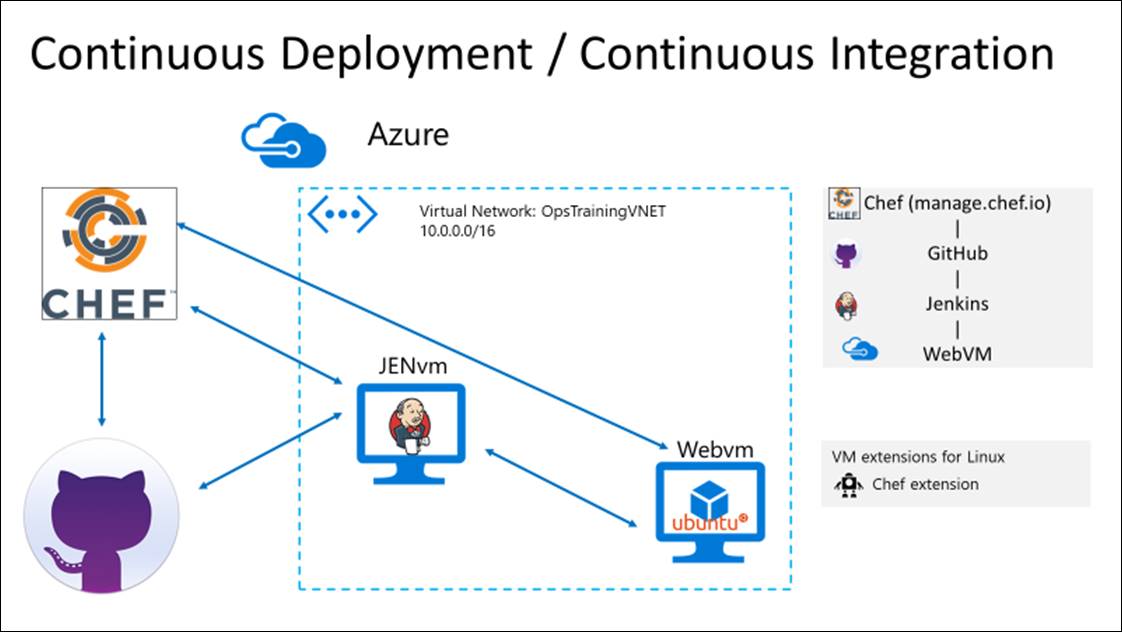 Continuous Deployment / Continuous Integration
Azure
CHEF™
Virtual Network: OpsTrainingVNET
10.0.0.0/16
JENvm
Webvm
ubuntu®
CHEF
Chef (manage.chef.io)
GitHub
Jenkins
WebVM
VM extensions for Linux
Chef extension